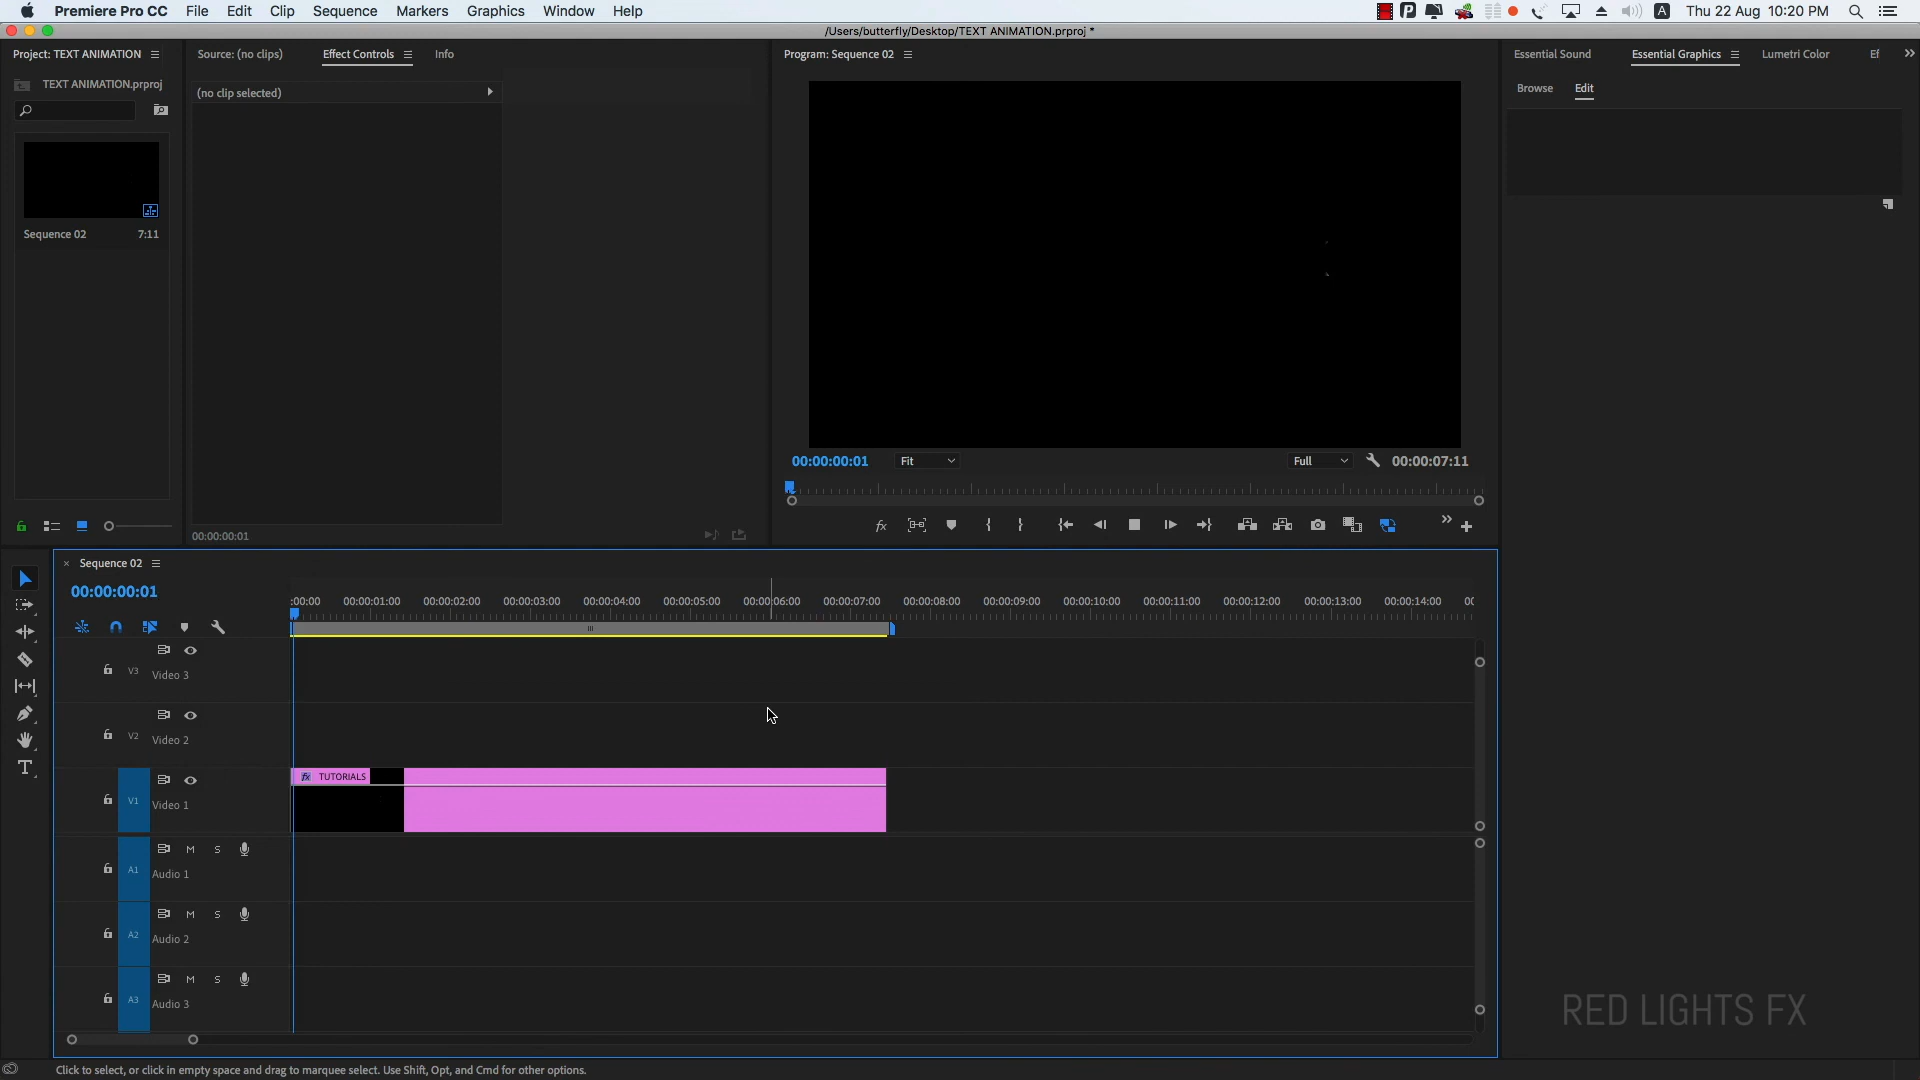 Premiere Pro CC File Edit Clip Sequence Markers Graphics Window Help A Thu 22 Aug 10:20 PM
/Users/butterfly/Desktop/TEXT ANIMATION.prproj *
Project: TEXT ANIMATION Source: (no clips) Effect Controls Info Program: Sequence 02 Essential Sound Essential Graphics Lumetri Color Ef
TEXT ANIMATION.prproj
Browse Edit
(no clip selected)
Sequence 02 7:11
00:00:00:01 Fit Full 00:00:07:11
00:00:00:01
Sequence 02
00:00:00:01
:00:00 00:00:01:00 00:00:02:00 00:00:03:00 00:00:04:00 00:00:05:00 00:00:06:00 00:00:07:00 00:00:08:00 00:00:09:00 00:00:10:00 00:00:11:00 00:00:12:00 00:00:13:00 00:00:14:00 00
V3 Video 3
V2 Video 2
fx TUTORIALS
V1 Video 1
M S
A1 Audio 1
M S
A2 Audio 2
M S
A3 Audio 3
RED LIGHTS FX
Click to select, or click in empty space and drag to marquee select. Use Shift, Opt, and Cmd for other options.